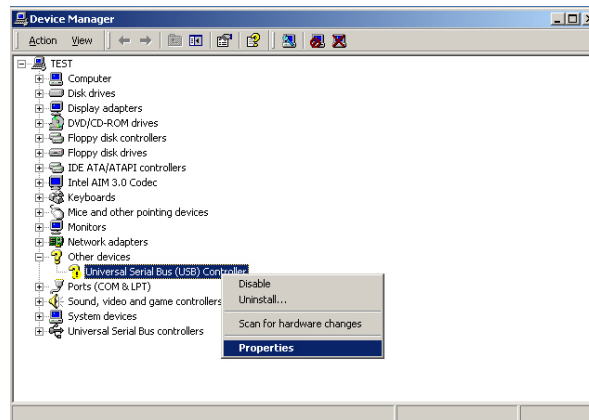 Device Manager
Action View
TEST
Computer
Disk drives
Display adapters
DVD/CD-ROM drives
Floppy disk controllers
Floppy disk drives
IDE ATA/ATAPI controllers
Intel AIM 3.0 Codec
Keyboards
Mice and other pointing devices
Monitors
Network adapters
Other devices
Universal Serial Bus (USB) Controller
Ports (COM & LPT)
Sound, video and game controllers
System devices
Universal Serial Bus controllers
Disable
Uninstall...
Scan for hardware changes
Properties